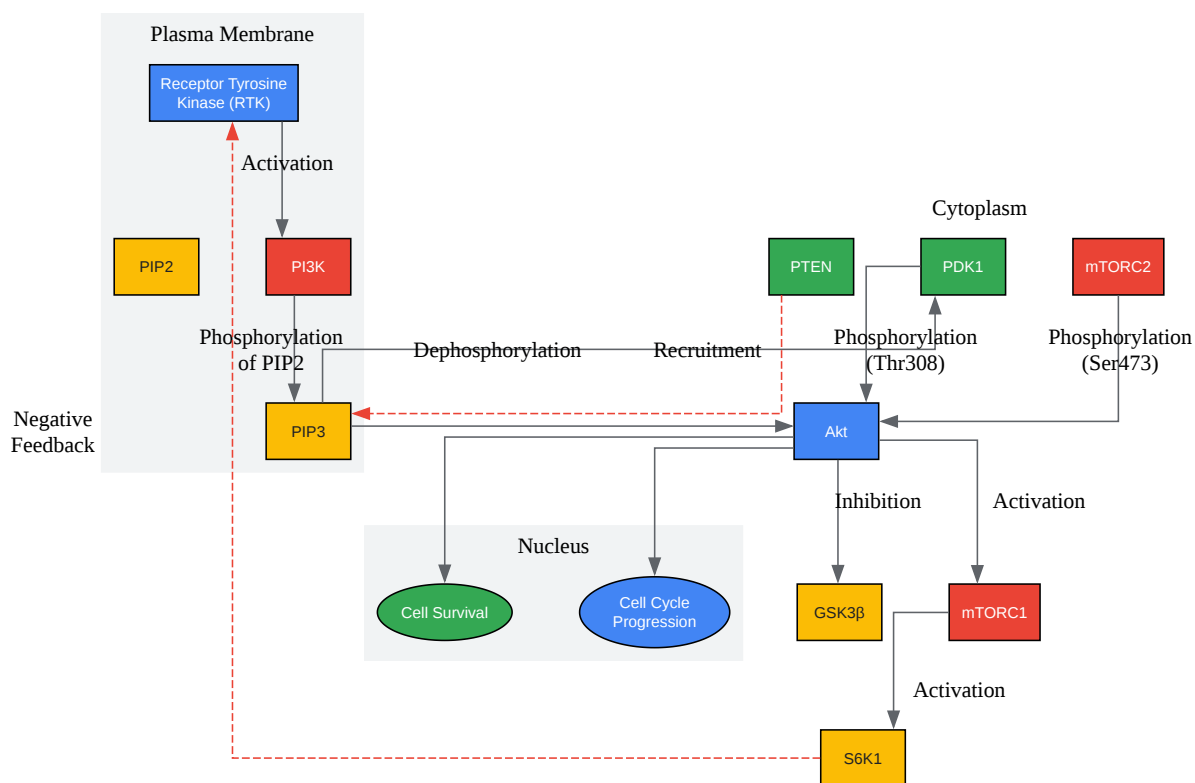 Plasma Membrane
Receptor Tyrosine
Kinase (RTK)
Activation
Cytoplasm
PIP2
PI3K
PTEN
PDK1
mTORC2
Phosphorylation
of PIP2
Dephosphorylation
Recruitment
Phosphorylation
(Thr308)
Phosphorylation
(Ser473)
Negative
Feedback
PIP3
Akt
Inhibition
Activation
Nucleus
Cell Survival
Cell Cycle
Progression
GSK3β
mTORC1
Activation
S6K1